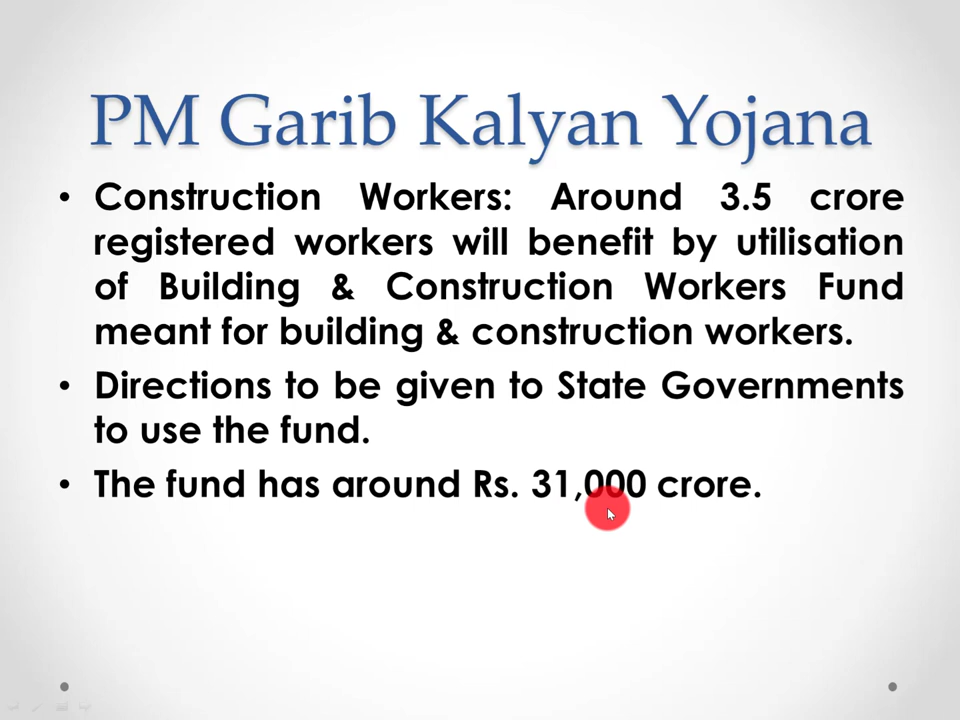 PM Garib Kalyan Yojana
• Construction Workers: Around 3.5 crore
registered workers will benefit by utilisation
of Building & Construction Workers Fund
meant for building & construction workers.
• Directions to be given to State Governments
to use the fund.
• The fund has around Rs. 31,000 crore.